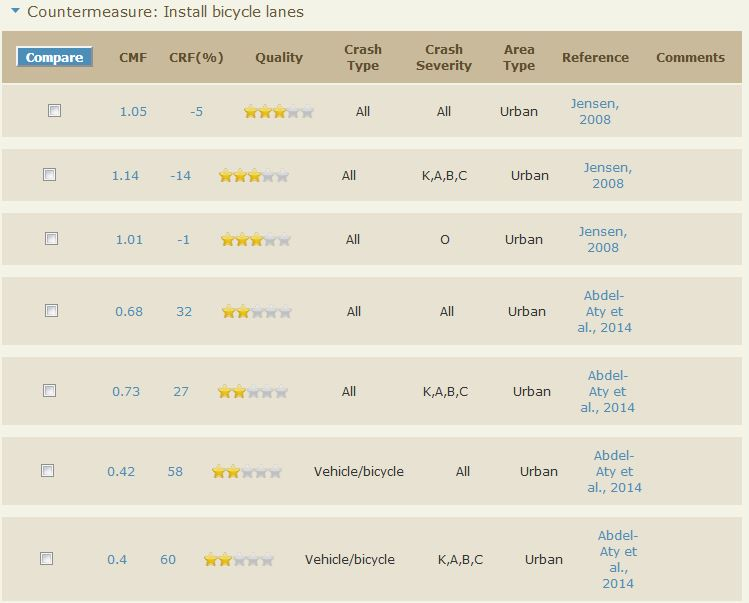 Countermeasure: Install bicycle lanes
Compare CMF CRF(%) Quality Crash Type Crash Severity Area Type Reference Comments
1.05 -5 All All Urban Jensen, 2008
1.14 -14 All K,A,B,C Urban Jensen, 2008
1.01 -1 All O Urban Jensen, 2008
0.68 32 All All Urban Abdel-Aty et al., 2014
0.73 27 All K,A,B,C Urban Abdel-Aty et al., 2014
0.42 58 Vehicle/bicycle All Urban Abdel-Aty et al., 2014
0.4 60 Vehicle/bicycle K,A,B,C Urban Abdel-Aty et al., 2014